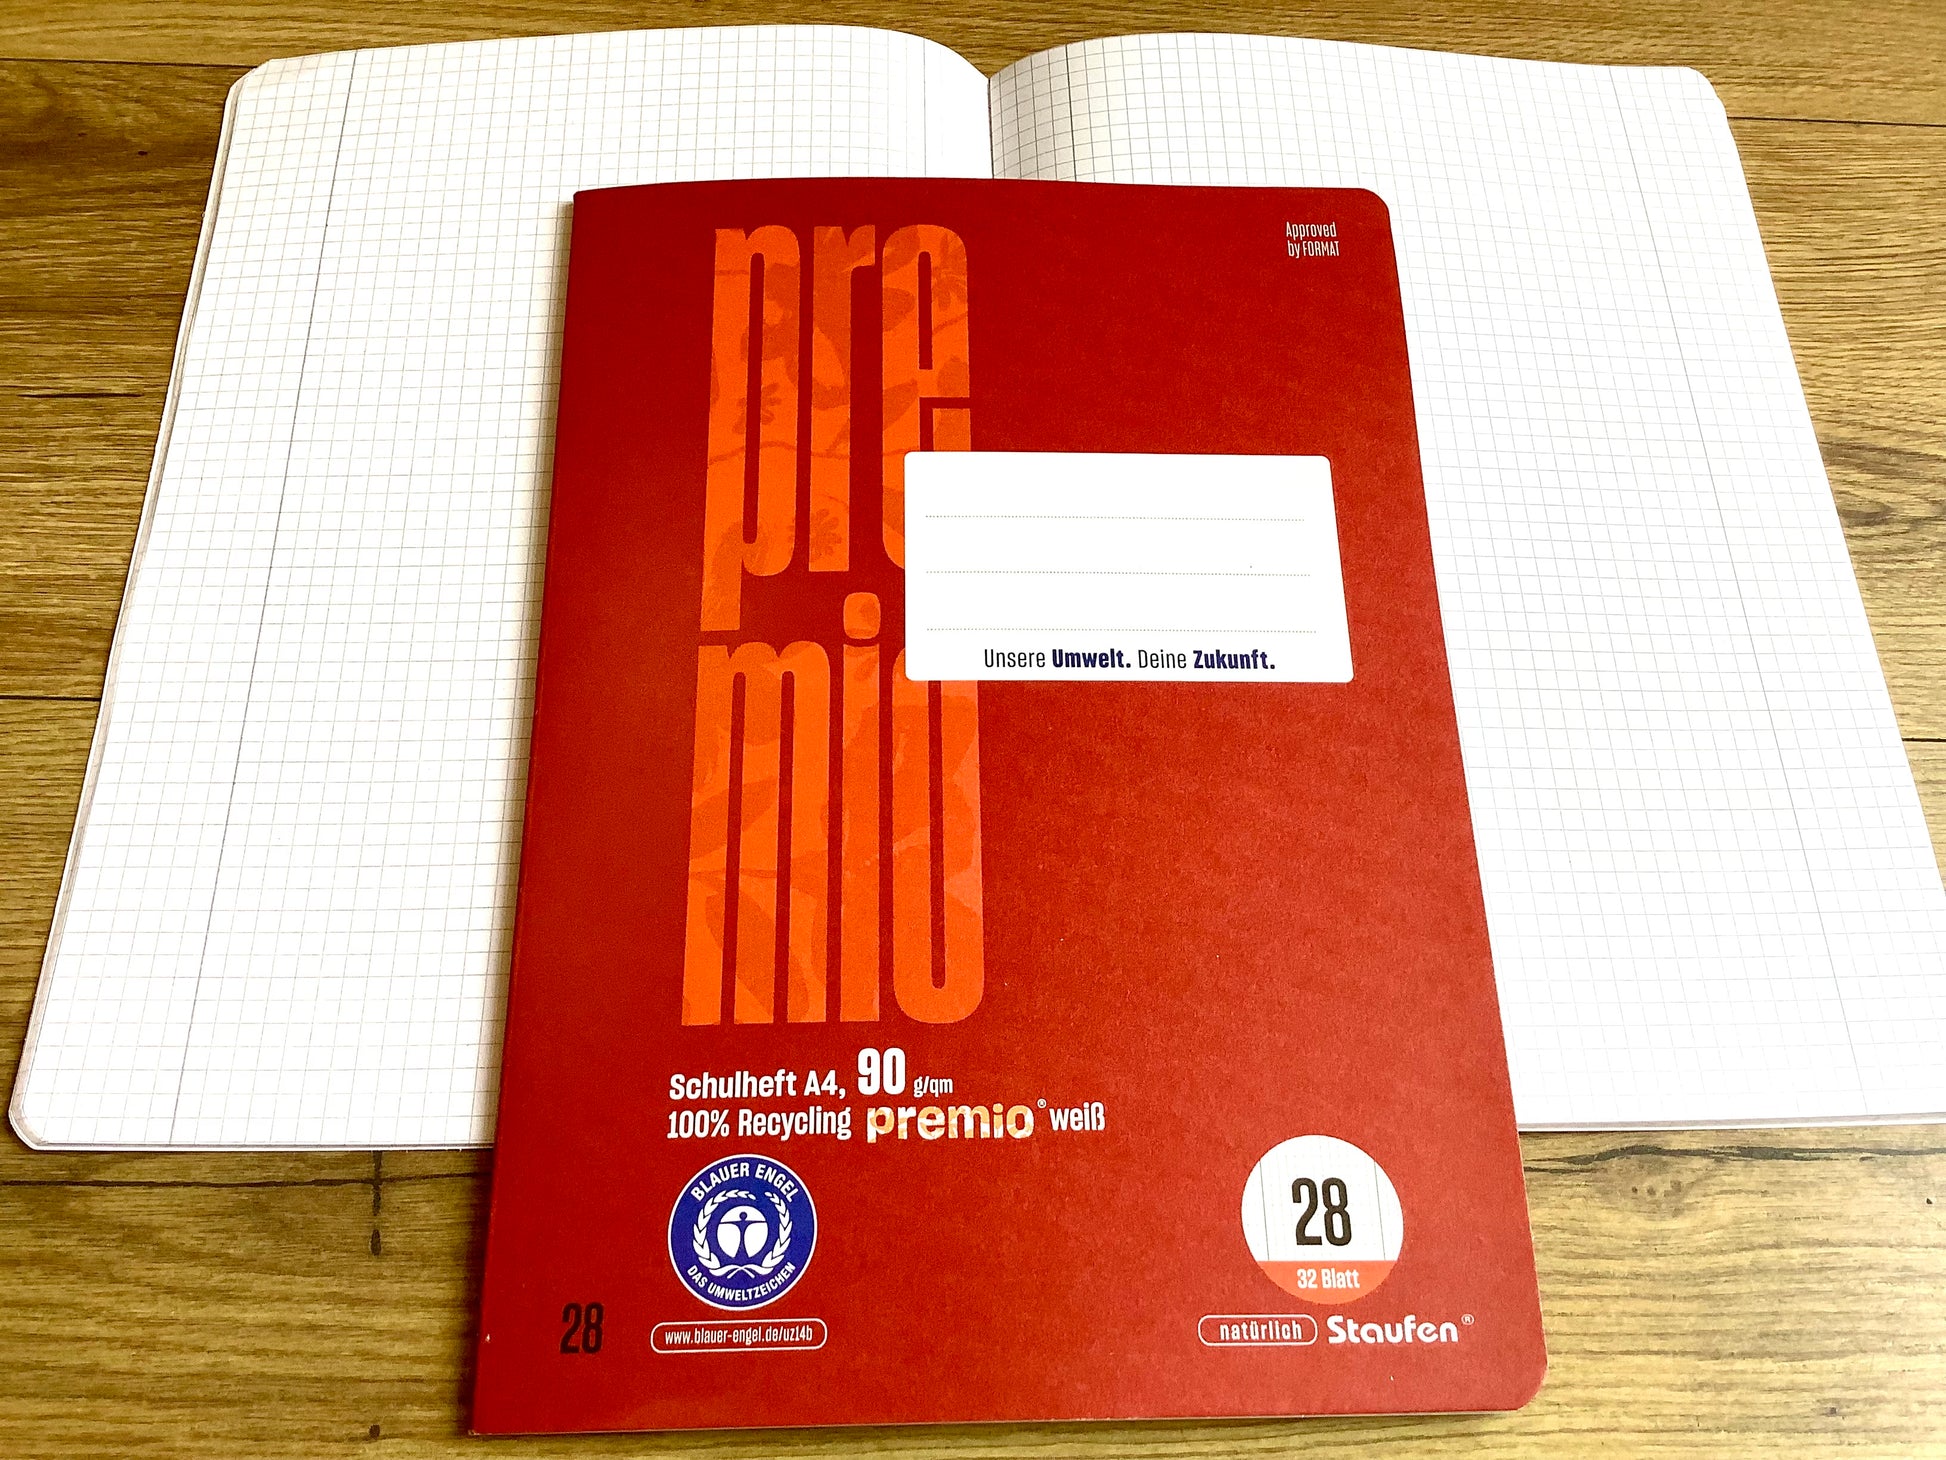 Approved
by FORMAT
pre
mio
Unsere Umwelt. Deine Zukunft.
Schulheft A4, 90 g/qm
100% Recycling premio® weiß
BLAUER ENGEL
DAS UMWELTZEICHEN
www.blauer-engel.de/uz14b
28
28
32 Blatt
natürlich Staufen®